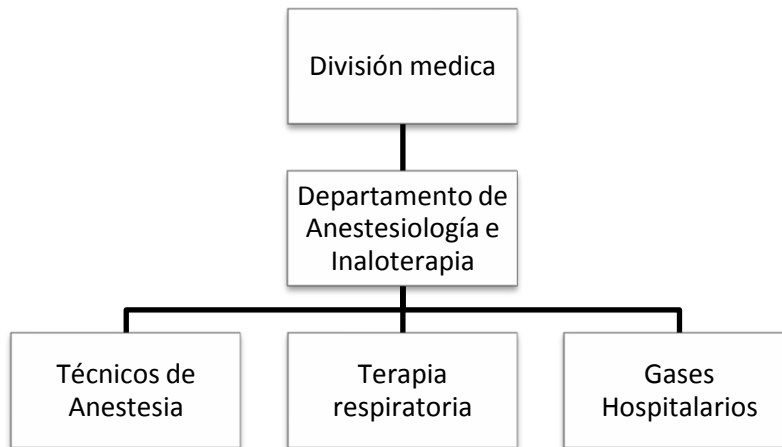 División medica
Departamento de
Anestesiología e
Inaloterapia
Técnicos de
Anestesia
Terapia
respiratoria
Gases
Hospitalarios